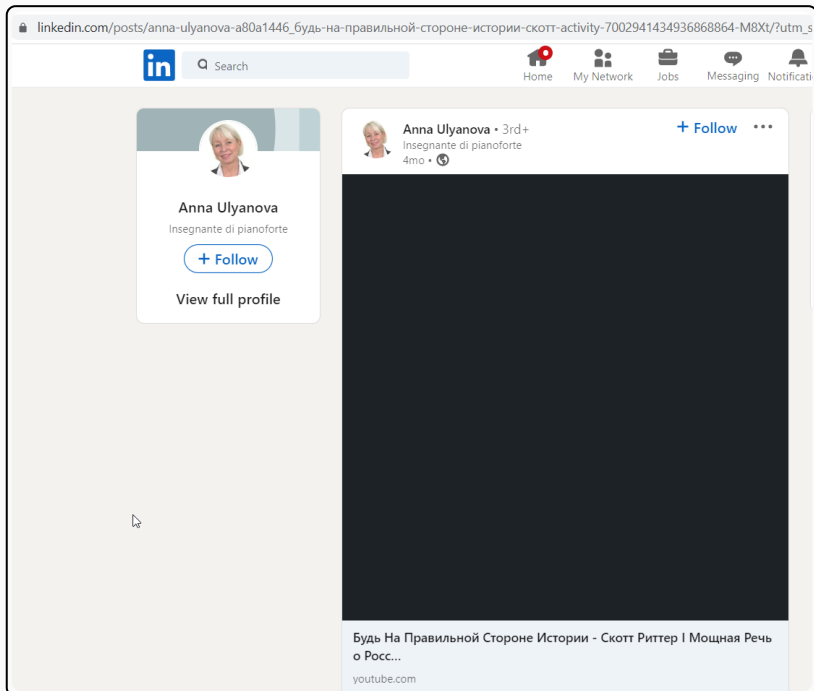 linkedin.com/posts/anna-ulyanova-a80a1446_будь-на-правильной-стороне-истории-скотт-activity-7002941434936868864-M8Xt/?utm_s
in
Search
Home
My Network
Jobs
Messaging
Notificati
Anna Ulyanova
Insegnante di pianoforte
+ Follow
View full profile
Anna Ulyanova • 3rd+
+ Follow
Insegnante di pianoforte
4mo •
Будь На Правильной Стороне Истории - Скотт Риттер I Мощная Речь
о Росс...
youtube.com